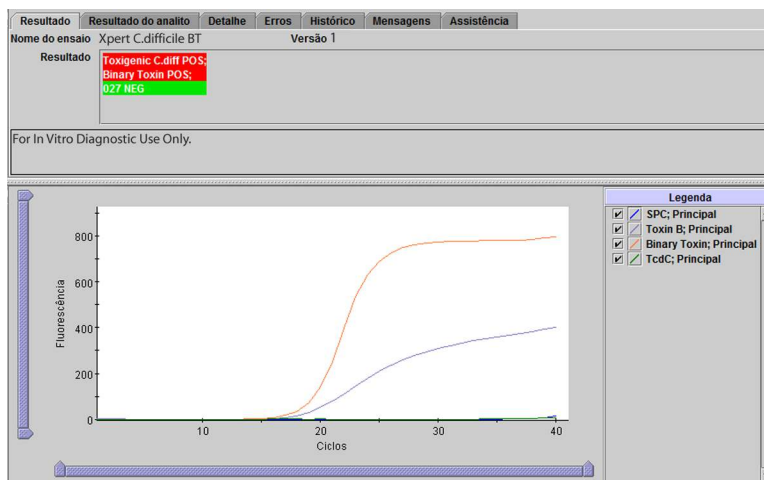 Resultado Resultado do analito Detalhe Erros Histórico Mensagens Assistência
Nome do ensaio Xpert C.difficile BT Versão 1
Resultado Toxigenic C.diff POS;
Binary Toxin POS;
027 NEG
For In Vitro Diagnostic Use Only.
Legenda
SPC; Principal
Toxin B; Principal
Binary Toxin; Principal
TcdC; Principal
800
600
400
200
0
Fluorescência
10 20 30 40
Ciclos